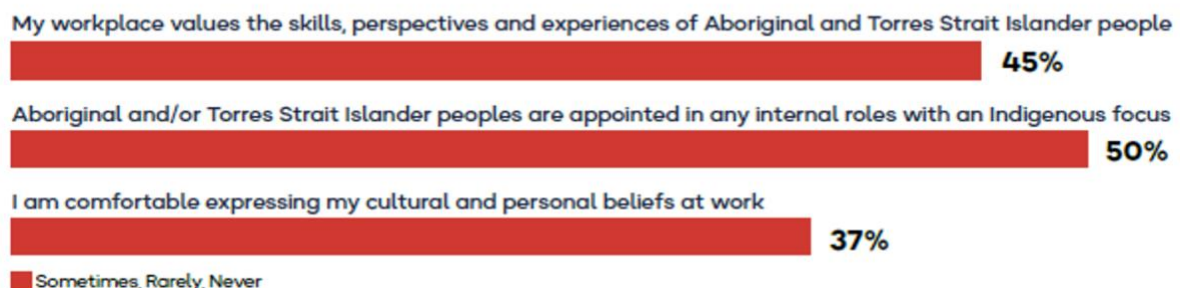 My workplace values the skills, perspectives and experiences of Aboriginal and Torres Strait Islander people
45%
Aboriginal and/or Torres Strait Islander peoples are appointed in any internal roles with an Indigenous focus
50%
I am comfortable expressing my cultural and personal beliefs at work
37%
Sometimes, Rarely, Never